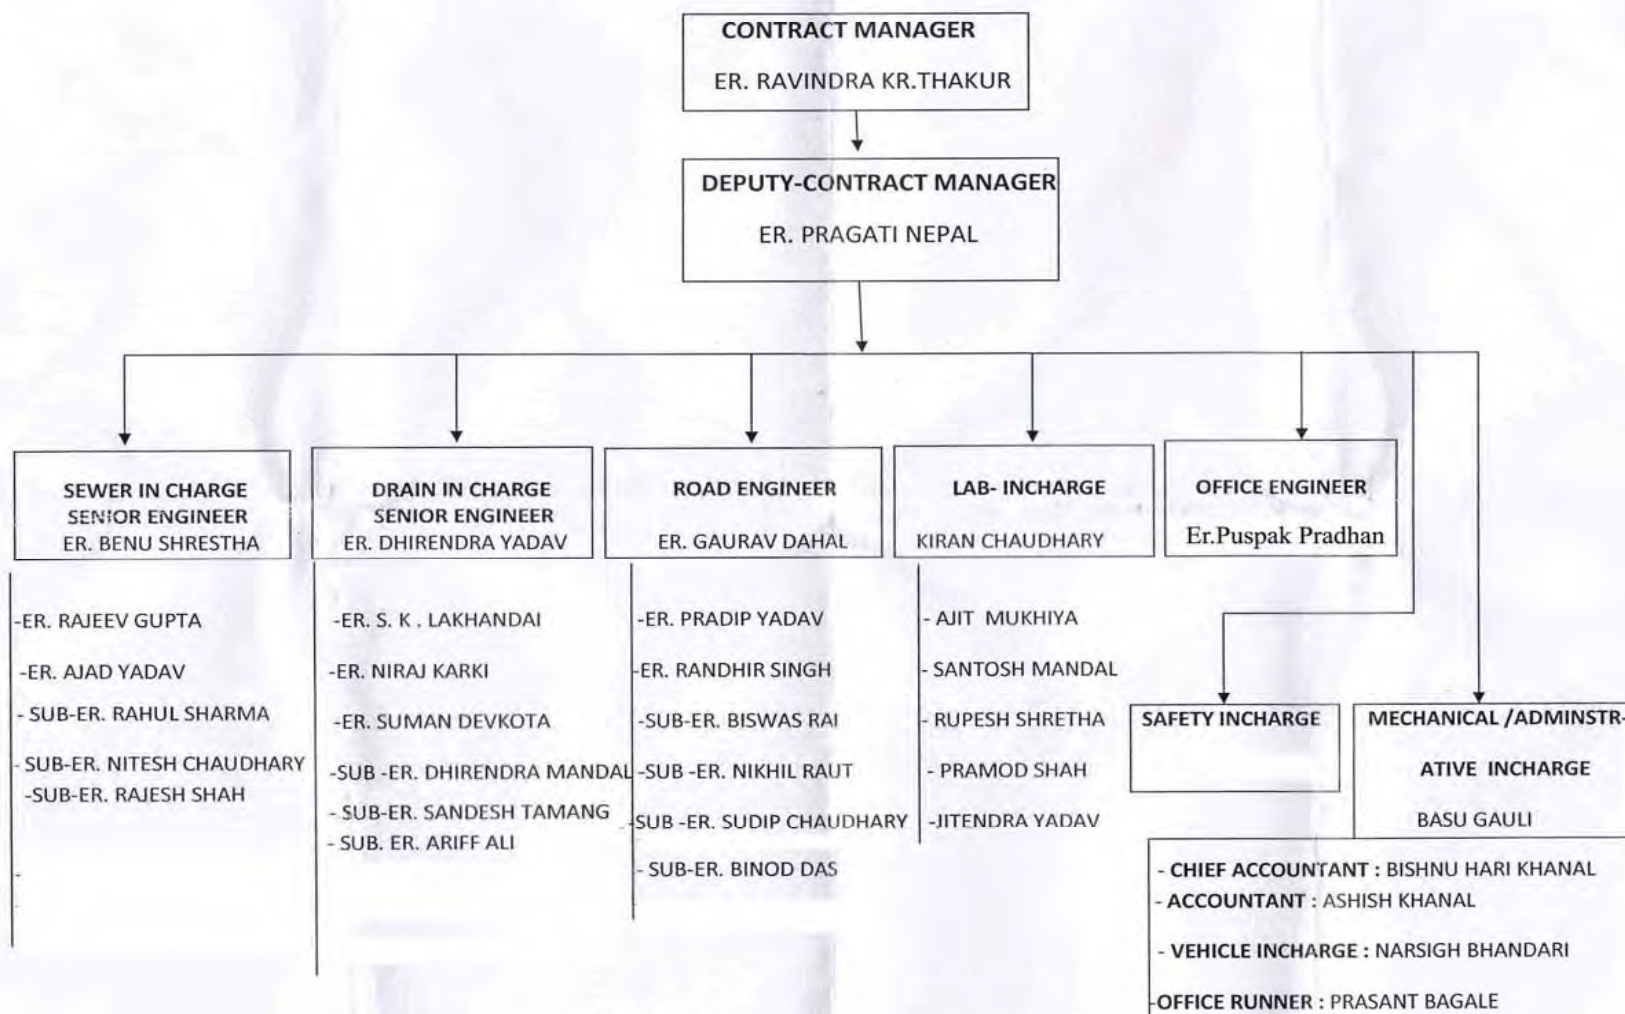 CONTRACT MANAGER
ER. RAVINDRA KR.THAKUR
DEPUTY-CONTRACT MANAGER
ER. PRAGATI NEPAL
SEWER IN CHARGE
SENIOR ENGINEER
ER. BENU SHRESTHA
-ER. RAJEEV GUPTA
-ER. AJAD YADAV
- SUB-ER. RAHUL SHARMA
- SUB-ER. NITESH CHAUDHARY
-SUB-ER. RAJESH SHAH
-
DRAIN IN CHARGE
SENIOR ENGINEER
ER. DHIRENDRA YADAV
-ER. S. K . LAKHANDAI
-ER. NIRAJ KARKI
-ER. SUMAN DEVKOTA
-SUB -ER. DHIRENDRA MANDAL
- SUB-ER. SANDESH TAMANG
- SUB. ER. ARIFF ALI
ROAD ENGINEER
ER. GAURAV DAHAL
-ER. PRADIP YADAV
-ER. RANDHIR SINGH
-SUB-ER. BISWAS RAI
-SUB -ER. NIKHIL RAUT
-SUB -ER. SUDIP CHAUDHARY
- SUB-ER. BINOD DAS
LAB- INCHARGE
KIRAN CHAUDHARY
- AJIT MUKHIYA
- SANTOSH MANDAL
- RUPESH SHRETHA
- PRAMOD SHAH
-JITENDRA YADAV
OFFICE ENGINEER
Er.Puspak Pradhan
SAFETY INCHARGE
MECHANICAL /ADMINSTR-
ATIVE INCHARGE
BASU GAULI
- CHIEF ACCOUNTANT : BISHNU HARI KHANAL
- ACCOUNTANT : ASHISH KHANAL
- VEHICLE INCHARGE : NARSIGH BHANDARI
-OFFICE RUNNER : PRASANT BAGALE